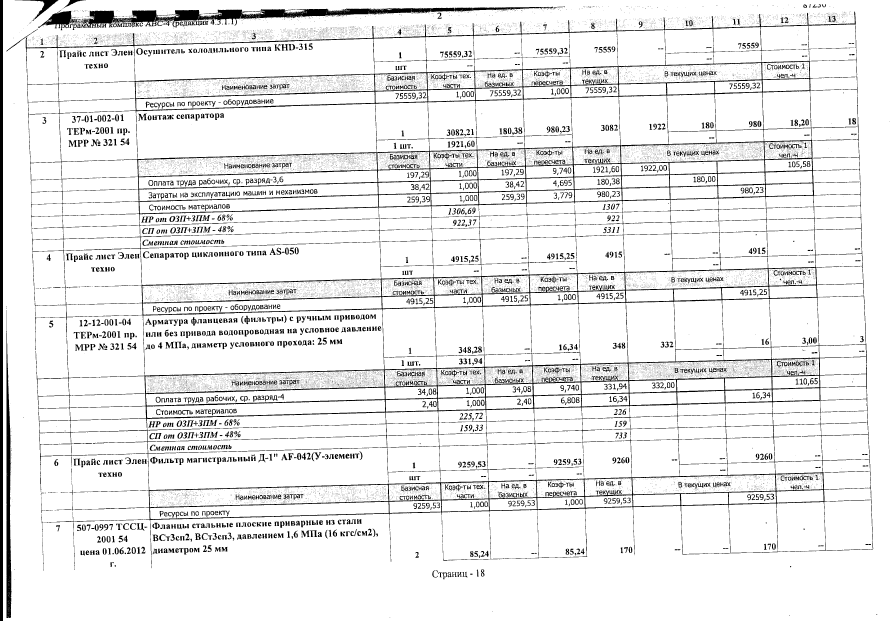 Программный комплекс АВС-4 (редакция 4.3.1.1)
2
87230
1 2 3 4 5 6 7 8 9 10 11 12 13
2 Прайс лист Элен техно Осушитель холодильного типа KHD-315
1 75559,32 -- 75559,32 75559 -- -- 75559 -- --
шт -- -- -- -- --
Наименование затрат Базисная стоимость Коэф-ты тех. части На ед. в базисных Коэф-ты пересчета На ед. в текущих В текущих ценах Стоимость 1 чел.-ч
Ресурсы по проекту - оборудование 75559,32 1,000 75559,32 1,000 75559,32 75559,32
3 37-01-002-01 Монтаж сепаратора
ТЕРм-2001 пр. 1 3082,21 180,38 980,23 3082 1922 180 980 18,20 18
МРР № 321 54 1 шт. 1921,60 -- -- -- -- --
Наименование затрат Базисная стоимость Коэф-ты тех. части На ед. в базисных Коэф-ты пересчета На ед. в текущих В текущих ценах Стоимость 1 чел.-ч
Оплата труда рабочих, ср. разряд-3,6 197,29 1,000 197,29 9,740 1921,60 1922,00 105,58
Затраты на эксплуатацию машин и механизмов 38,42 1,000 38,42 4,695 180,38 180,00
Стоимость материалов 259,39 1,000 259,39 3,779 980,23 980,23
НР от ОЗП+ЗПМ - 68% 1306,69 1307
СП от ОЗП+ЗПМ - 48% 922,37 922
Сметная стоимость 5311
4 Прайс лист Элен техно Сепаратор циклонного типа AS-050
1 4915,25 -- 4915,25 4915 -- -- 4915 -- --
шт -- -- -- -- --
Наименование затрат Базисная стоимость Коэф-ты тех. части На ед. в базисных Коэф-ты пересчета На ед. в текущих В текущих ценах Стоимость 1 чел.-ч
Ресурсы по проекту - оборудование 4915,25 1,000 4915,25 1,000 4915,25 4915,25
5 12-12-001-04 Арматура фланцевая (фильтры) с ручным приводом
ТЕРм-2001 пр. или без привода водопроводная на условное давление
МРР № 321 54 до 4 МПа, диаметр условного прохода: 25 мм
1 348,28 -- 16,34 348 332 -- 16 3,00 3
1 шт. 331,94 -- -- -- -- --
Наименование затрат Базисная стоимость Коэф-ты тех. части На ед. в базисных Коэф-ты пересчета На ед. в текущих В текущих ценах Стоимость 1 чел.-ч
Оплата труда рабочих, ср. разряд-4 34,08 1,000 34,08 9,740 331,94 332,00 110,65
Стоимость материалов 2,40 1,000 2,40 6,808 16,34 16,34
НР от ОЗП+ЗПМ - 68% 225,72 226
СП от ОЗП+ЗПМ - 48% 159,33 159
Сметная стоимость 733
6 Прайс лист Элен техно Фильтр магистральный Д-1" AF-042(У-элемент)
1 9259,53 -- 9259,53 9260 -- -- 9260 -- --
шт -- -- -- -- --
Наименование затрат Базисная стоимость Коэф-ты тех. части На ед. в базисных Коэф-ты пересчета На ед. в текущих В текущих ценах Стоимость 1 чел.-ч
Ресурсы по проекту 9259,53 1,000 9259,53 1,000 9259,53 9259,53
7 507-0997 ТССЦ- Фланцы стальные плоские приварные из стали
2001 54 ВСт3сп2, ВСт3сп3, давлением 1,6 МПа (16 кгс/см2),
цена 01.06.2012 диаметром 25 мм
г. 2 85,24 -- 85,24 170 -- -- 170 -- --
Страниц - 18